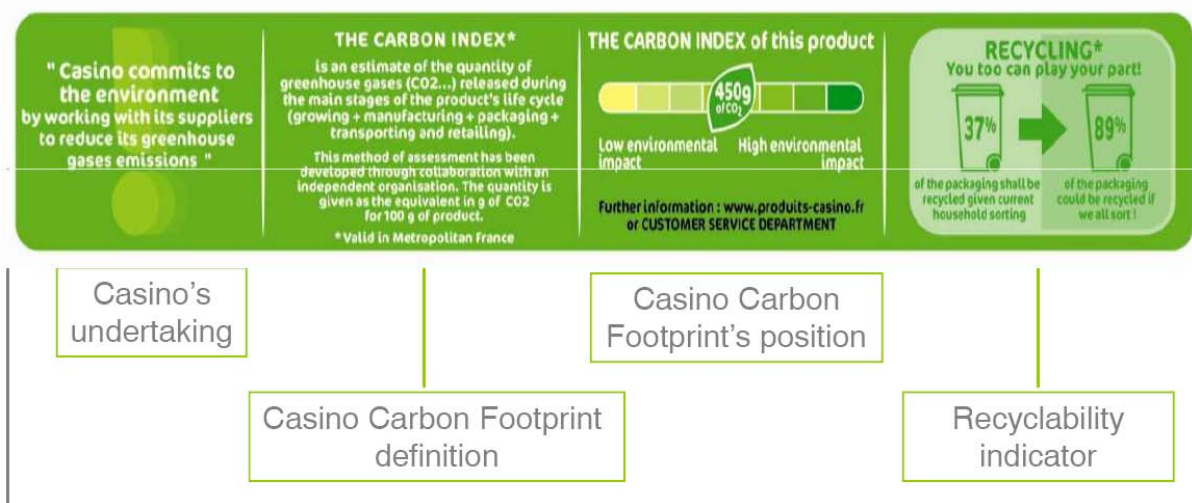 " Casino commits to
the environment
by working with its suppliers
to reduce its greenhouse
gases emissions "
THE CARBON INDEX*
is an estimate of the quantity of
greenhouse gases (CO2...) released during
the main stages of the product's life cycle
(growing + manufacturing + packaging +
transporting and retailing).
This method of assessment has been
developed through collaboration with an
independent organisation. The quantity is
given as the equivalent in g of CO2
for 100 g of product.
* Valid in Metropolitan France
THE CARBON INDEX of this product
450g
of CO2
Low environmental
impact
High environmental
impact
Further information : www.produits-casino.fr
or CUSTOMER SERVICE DEPARTMENT
RECYCLING*
You too can play your part!
37%
of the packaging shall be
recycled given current
household sorting
89%
of the packaging
could be recycled if
we all sort !
Casino's
undertaking
Casino Carbon Footprint
definition
Casino Carbon
Footprint's position
Recyclability
indicator